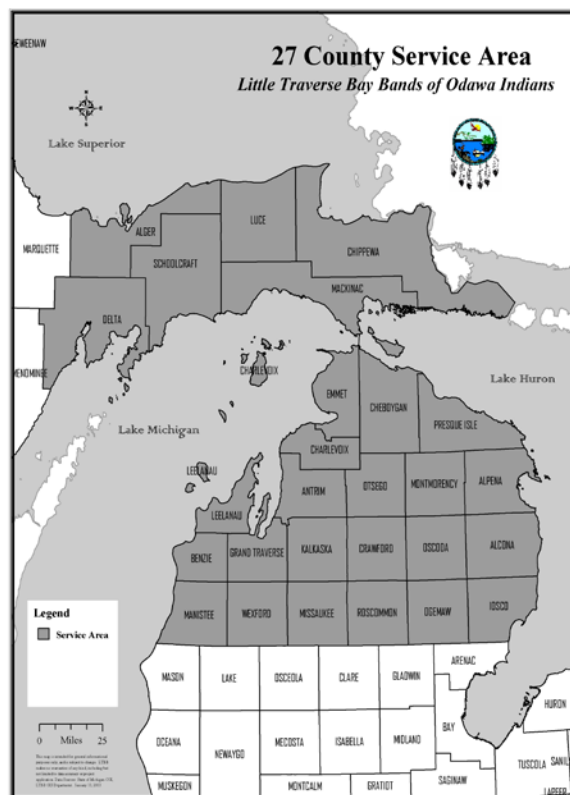 KEWEENAW
27 County Service Area
Little Traverse Bay Bands of Odawa Indians
Lake Superior
LUCE
ALGER
MARQUETTE
CHIPPEWA
SCHOOLCRAFT
MACKINAC
DELTA
MENOMINEE
CHARLEVOIX
Lake Huron
EMMET
CHEBOYGAN
PRESQUE ISLE
Lake Michigan
CHARLEVOIX
LEELANAU
ANTRIM
OTSEGO
MONTMORENCY
ALPENA
LEELANAU
BENZIE
GRAND TRAVERSE
KALKASKA
CRAWFORD
OSCODA
ALCONA
Legend
Service Area
MANISTEE
WEXFORD
MISSAUKEE
ROSCOMMON
OGEMAW
IOSCO
ARENAC
MASON
LAKE
OSCEOLA
CLARE
GLADWIN
HURON
0 Miles 25
OCEANA
NEWAYGO
MECOSTA
ISABELLA
MIDLAND
BAY
TUSCOLA
SANIL
MUSKEGON
MONTCALM
GRATIOT
SAGINAW
LAPEER